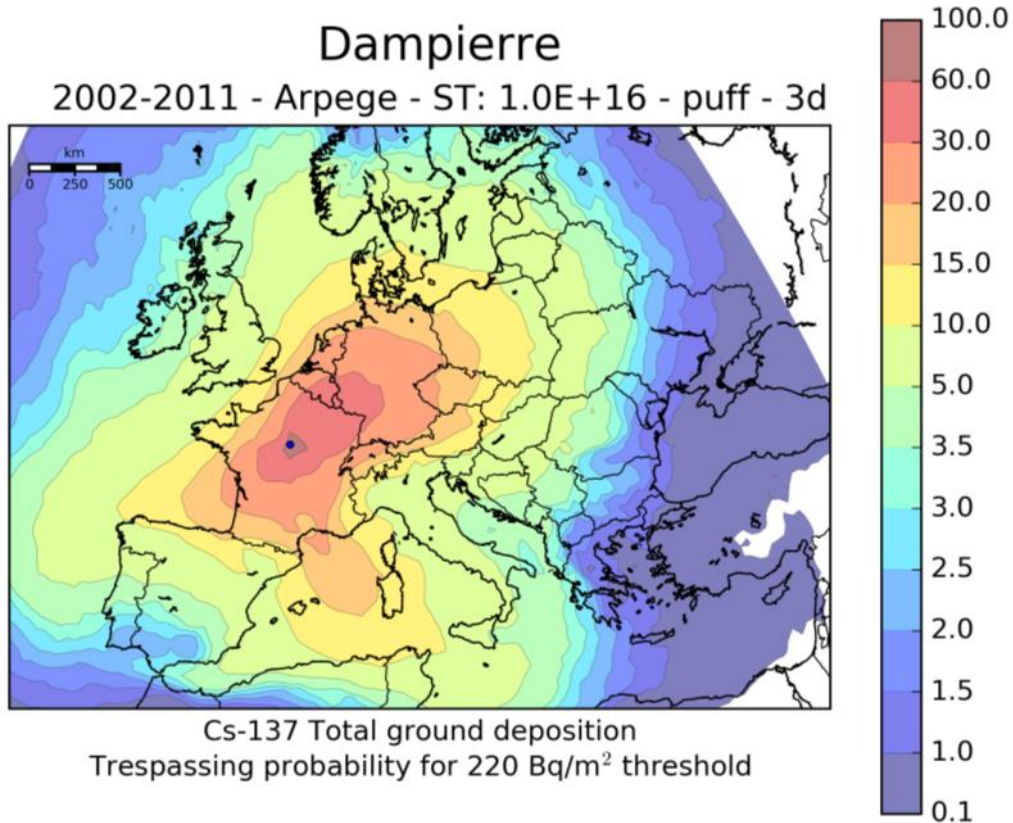 Dampierre
2002-2011 - Arpege - ST: 1.0E+16 - puff - 3d
km
0 250 500
100.0
60.0
30.0
20.0
15.0
10.0
5.0
3.5
3.0
2.5
2.0
1.5
1.0
0.1
Cs-137 Total ground deposition
Trespassing probability for 220 Bq/m² threshold